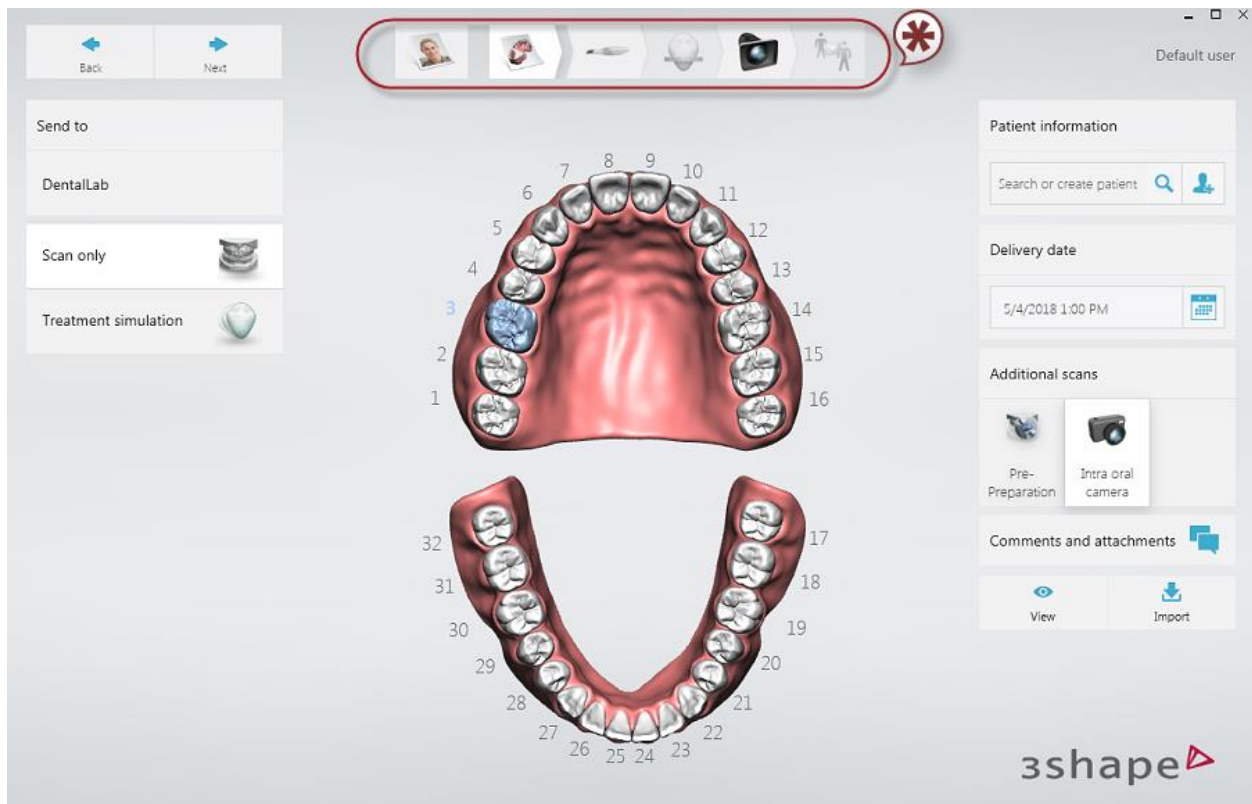 Back
Next
Default user
Send to
DentalLab
Scan only
Treatment simulation
Patient information
Search or create patient
Delivery date
5/4/2018 1:00 PM
Additional scans
Pre-
Preparation
Intra oral
camera
Comments and attachments
View
Import
1
2
3
4
5
6
7
8
9
10
11
12
13
14
15
16
17
18
19
20
21
22
23
24
25
26
27
28
29
30
31
32
3shape